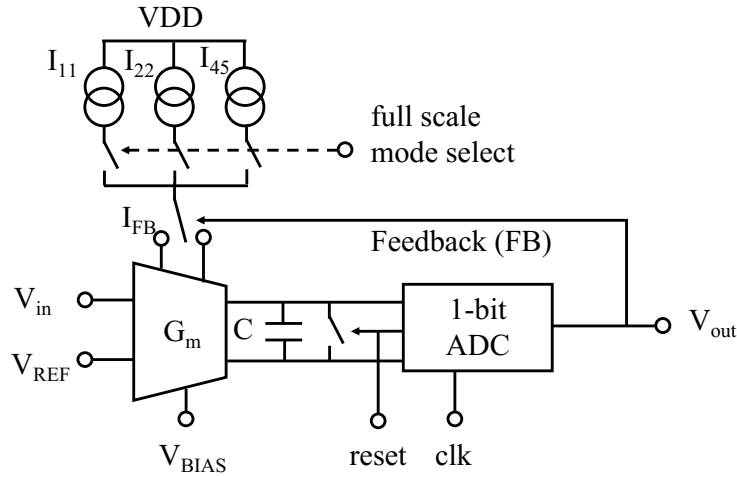 VDD
I11 I22 I45
full scale
mode select
IFB
Feedback (FB)
Vin
Gm
C
1-bit
ADC
Vout
VREF
VBIAS
reset
clk